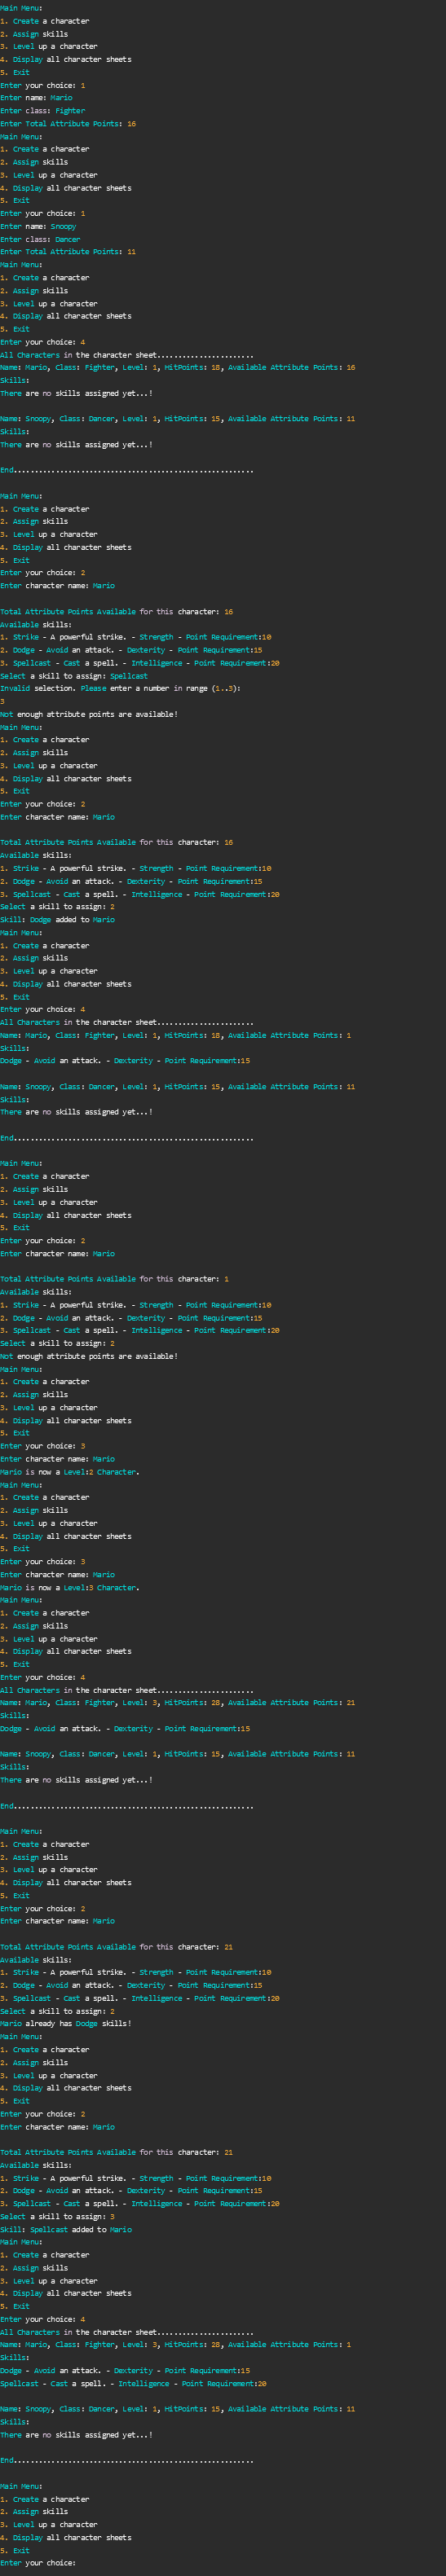 Main Menu:
1. Create a character
2. Assign skills
3. Level up a character
4. Display all character sheets
5. Exit
Enter your choice: 1
Enter name: Mario
Enter class: Fighter
Enter Total Attribute Points: 16
Main Menu:
1. Create a character
2. Assign skills
3. Level up a character
4. Display all character sheets
5. Exit
Enter your choice: 1
Enter name: Snoopy
Enter class: Dancer
Enter Total Attribute Points: 11
Main Menu:
1. Create a character
2. Assign skills
3. Level up a character
4. Display all character sheets
5. Exit
Enter your choice: 4
All Characters in the character sheet.......................
Name: Mario, Class: Fighter, Level: 1, HitPoints: 18, Available Attribute Points: 16
Skills:
There are no skills assigned yet...!
Name: Snoopy, Class: Dancer, Level: 1, HitPoints: 15, Available Attribute Points: 11
Skills:
There are no skills assigned yet...!
End.........................................................
Main Menu:
1. Create a character
2. Assign skills
3. Level up a character
4. Display all character sheets
5. Exit
Enter your choice: 2
Enter character name: Mario
Total Attribute Points Available for this character: 16
Available skills:
1. Strike - A powerful strike. - Strength - Point Requirement:10
2. Dodge - Avoid an attack. - Dexterity - Point Requirement:15
3. Spellcast - Cast a spell. - Intelligence - Point Requirement:20
Select a skill to assign: Spellcast
Invalid selection. Please enter a number in range (1..3):
3
Not enough attribute points are available!
Main Menu:
1. Create a character
2. Assign skills
3. Level up a character
4. Display all character sheets
5. Exit
Enter your choice: 2
Enter character name: Mario
Total Attribute Points Available for this character: 16
Available skills:
1. Strike - A powerful strike. - Strength - Point Requirement:10
2. Dodge - Avoid an attack. - Dexterity - Point Requirement:15
3. Spellcast - Cast a spell. - Intelligence - Point Requirement:20
Select a skill to assign: 2
Skill: Dodge added to Mario
Main Menu:
1. Create a character
2. Assign skills
3. Level up a character
4. Display all character sheets
5. Exit
Enter your choice: 4
All Characters in the character sheet.......................
Name: Mario, Class: Fighter, Level: 1, HitPoints: 18, Available Attribute Points: 1
Skills:
Dodge - Avoid an attack. - Dexterity - Point Requirement:15
Name: Snoopy, Class: Dancer, Level: 1, HitPoints: 15, Available Attribute Points: 11
Skills:
There are no skills assigned yet...!
End.........................................................
Main Menu:
1. Create a character
2. Assign skills
3. Level up a character
4. Display all character sheets
5. Exit
Enter your choice: 2
Enter character name: Mario
Total Attribute Points Available for this character: 1
Available skills:
1. Strike - A powerful strike. - Strength - Point Requirement:10
2. Dodge - Avoid an attack. - Dexterity - Point Requirement:15
3. Spellcast - Cast a spell. - Intelligence - Point Requirement:20
Select a skill to assign: 2
Not enough attribute points are available!
Main Menu:
1. Create a character
2. Assign skills
3. Level up a character
4. Display all character sheets
5. Exit
Enter your choice: 3
Enter character name: Mario
Mario is now a Level:2 Character.
Main Menu:
1. Create a character
2. Assign skills
3. Level up a character
4. Display all character sheets
5. Exit
Enter your choice: 3
Enter character name: Mario
Mario is now a Level:3 Character.
Main Menu:
1. Create a character
2. Assign skills
3. Level up a character
4. Display all character sheets
5. Exit
Enter your choice: 4
All Characters in the character sheet.......................
Name: Mario, Class: Fighter, Level: 3, HitPoints: 28, Available Attribute Points: 21
Skills:
Dodge - Avoid an attack. - Dexterity - Point Requirement:15
Name: Snoopy, Class: Dancer, Level: 1, HitPoints: 15, Available Attribute Points: 11
Skills:
There are no skills assigned yet...!
End.........................................................
Main Menu:
1. Create a character
2. Assign skills
3. Level up a character
4. Display all character sheets
5. Exit
Enter your choice: 2
Enter character name: Mario
Total Attribute Points Available for this character: 21
Available skills:
1. Strike - A powerful strike. - Strength - Point Requirement:10
2. Dodge - Avoid an attack. - Dexterity - Point Requirement:15
3. Spellcast - Cast a spell. - Intelligence - Point Requirement:20
Select a skill to assign: 2
Mario already has Dodge skills!
Main Menu:
1. Create a character
2. Assign skills
3. Level up a character
4. Display all character sheets
5. Exit
Enter your choice: 2
Enter character name: Mario
Total Attribute Points Available for this character: 21
Available skills:
1. Strike - A powerful strike. - Strength - Point Requirement:10
2. Dodge - Avoid an attack. - Dexterity - Point Requirement:15
3. Spellcast - Cast a spell. - Intelligence - Point Requirement:20
Select a skill to assign: 3
Skill: Spellcast added to Mario
Main Menu:
1. Create a character
2. Assign skills
3. Level up a character
4. Display all character sheets
5. Exit
Enter your choice: 4
All Characters in the character sheet.......................
Name: Mario, Class: Fighter, Level: 3, HitPoints: 28, Available Attribute Points: 1
Skills:
Dodge - Avoid an attack. - Dexterity - Point Requirement:15
Spellcast - Cast a spell. - Intelligence - Point Requirement:20
Name: Snoopy, Class: Dancer, Level: 1, HitPoints: 15, Available Attribute Points: 11
Skills:
There are no skills assigned yet...!
End.........................................................
Main Menu:
1. Create a character
2. Assign skills
3. Level up a character
4. Display all character sheets
5. Exit
Enter your choice: